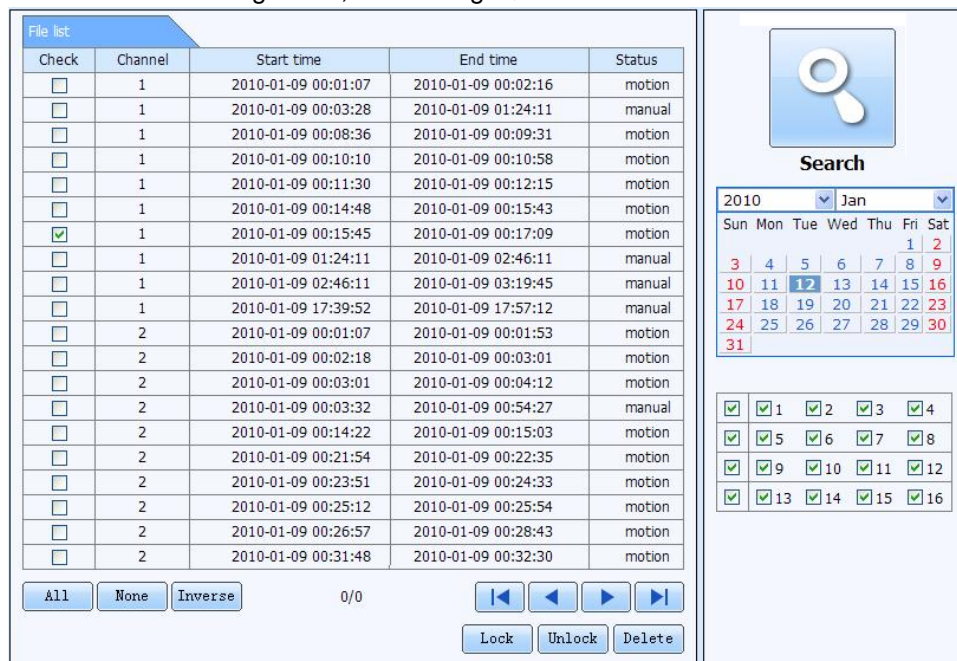 File list
Check Channel Start time End time Status
1 2010-01-09 00:01:07 2010-01-09 00:02:16 motion
1 2010-01-09 00:03:28 2010-01-09 01:24:11 manual
1 2010-01-09 00:08:36 2010-01-09 00:09:31 motion
1 2010-01-09 00:10:10 2010-01-09 00:10:58 motion
1 2010-01-09 00:11:30 2010-01-09 00:12:15 motion
1 2010-01-09 00:14:48 2010-01-09 00:15:43 motion
1 2010-01-09 00:15:45 2010-01-09 00:17:09 motion
1 2010-01-09 01:24:11 2010-01-09 02:46:11 manual
1 2010-01-09 02:46:11 2010-01-09 03:19:45 manual
1 2010-01-09 17:39:52 2010-01-09 17:57:12 manual
2 2010-01-09 00:01:07 2010-01-09 00:01:53 motion
2 2010-01-09 00:02:18 2010-01-09 00:03:01 motion
2 2010-01-09 00:03:01 2010-01-09 00:04:12 motion
2 2010-01-09 00:03:32 2010-01-09 00:54:27 manual
2 2010-01-09 00:14:22 2010-01-09 00:15:03 motion
2 2010-01-09 00:21:54 2010-01-09 00:22:35 motion
2 2010-01-09 00:23:51 2010-01-09 00:24:33 motion
2 2010-01-09 00:25:12 2010-01-09 00:25:54 motion
2 2010-01-09 00:26:57 2010-01-09 00:28:43 motion
2 2010-01-09 00:31:48 2010-01-09 00:32:30 motion
All None Inverse 0/0
Lock Unlock Delete
Search
2010 Jan
Sun Mon Tue Wed Thu Fri Sat
1 2
3 4 5 6 7 8 9
10 11 12 13 14 15 16
17 18 19 20 21 22 23
24 25 26 27 28 29 30
31
1 2 3 4
5 6 7 8
9 10 11 12
13 14 15 16